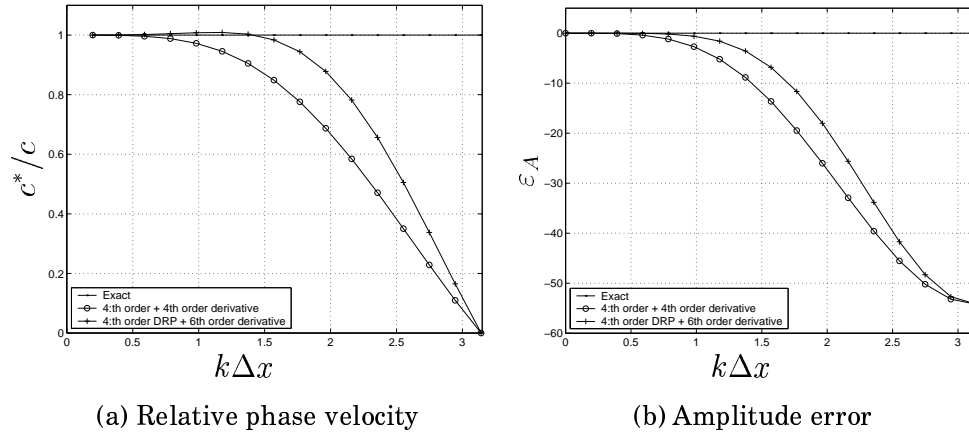 1
0.8
0.6
0.4
0.2
0
c*/c
Exact
4:th order + 4th order derivative
4:th order DRP + 6th order derivative
0 0.5 1 1.5 2 2.5 3
kΔx
(a) Relative phase velocity
0
−10
−20
−30
−40
−50
−60
εA
Exact
4:th order + 4th order derivative
4:th order DRP + 6th order derivative
0 0.5 1 1.5 2 2.5 3
kΔx
(b) Amplitude error